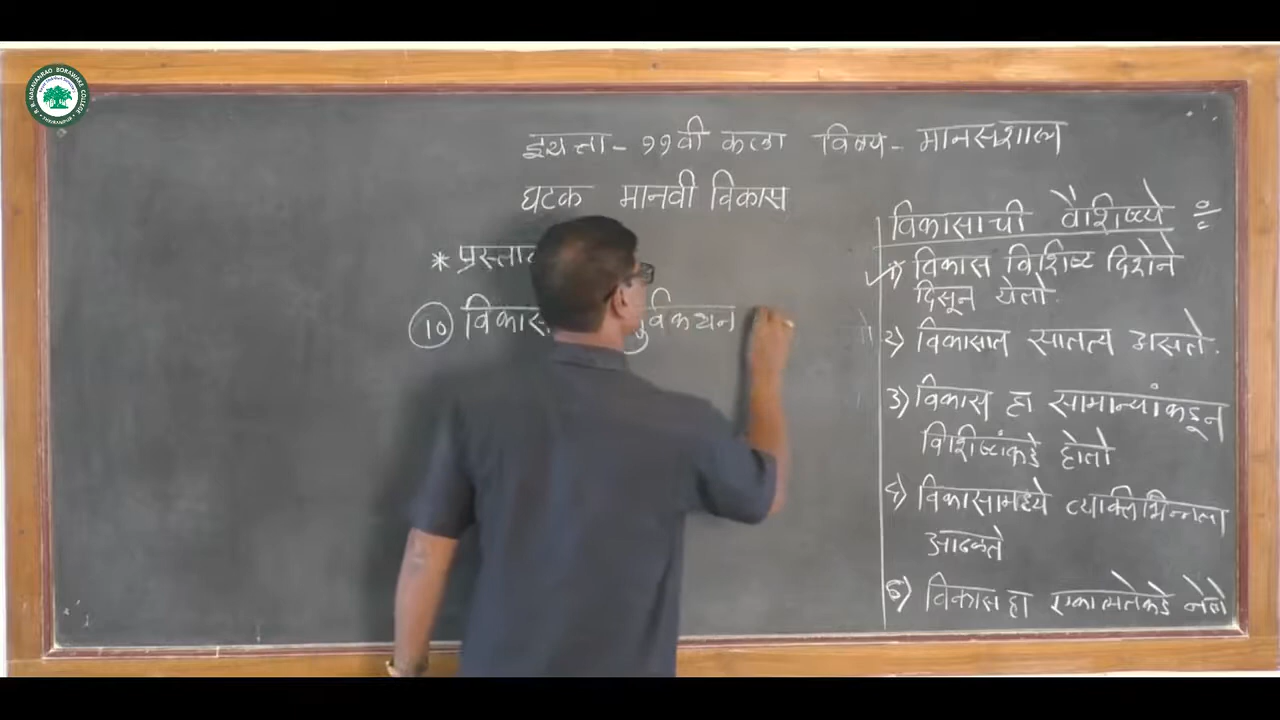 इयत्ता - ११वी कला विषय - मानसशास्त्र
घटक मानवी विकास
* प्रस्ताव
१० विकास पुर्वकथन
विकासाची वैशिष्ट्ये ÷
१) विकास विशिष्ट दिशेने
दिसून येतो.
२) विकासात सातत्य असते.
३) विकास हा सामान्यांकडून
विशिष्टांकडे होतो
४) विकासामध्ये व्यक्तिभिन्नता
आढळते
५) विकास हा एकात्मतेकडे नेतो